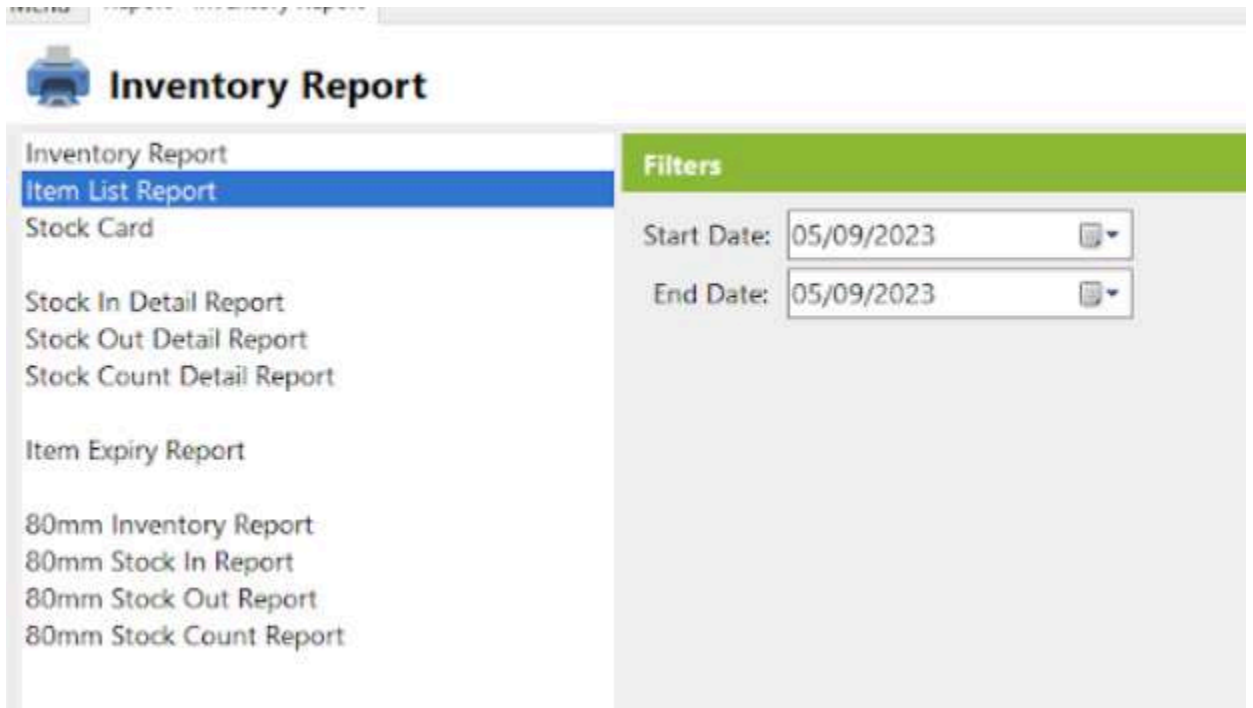 Inventory Report
Inventory Report
Item List Report
Stock Card
Stock In Detail Report
Stock Out Detail Report
Stock Count Detail Report
Item Expiry Report
80mm Inventory Report
80mm Stock In Report
80mm Stock Out Report
80mm Stock Count Report
Filters
Start Date: 05/09/2023
End Date: 05/09/2023